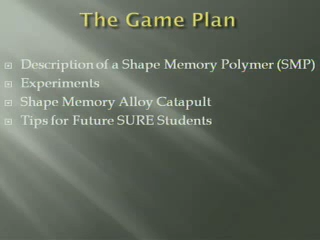 The Game Plan
Description of a Shape Memory Polymer (SMP)
Experiments
Shape Memory Alloy Catapult
Tips for Future SURE Students